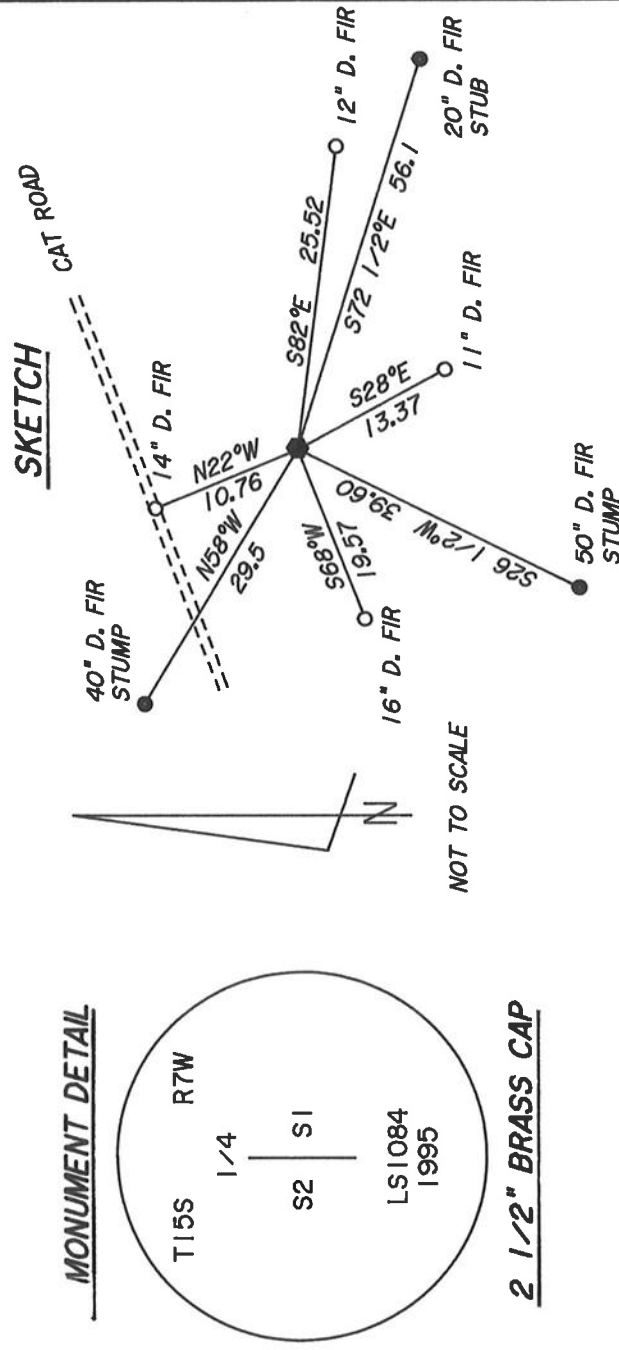 MONUMENT DETAIL
T15S R7W
1/4
S2 S1
LS1084
1995
2 1/2" BRASS CAP
SKETCH
CAT ROAD
40" D. FIR
STUMP
14" D. FIR
N58°W
29.5
N22°W
10.76
S82°E 25.52
12" D. FIR
S72 1/2°E 56.1
20" D. FIR
STUB
S28°E
13.37
11" D. FIR
S68°W
19.57
16" D. FIR
S26 1/2°W 39.60
50" D. FIR
STUMP
N
NOT TO SCALE